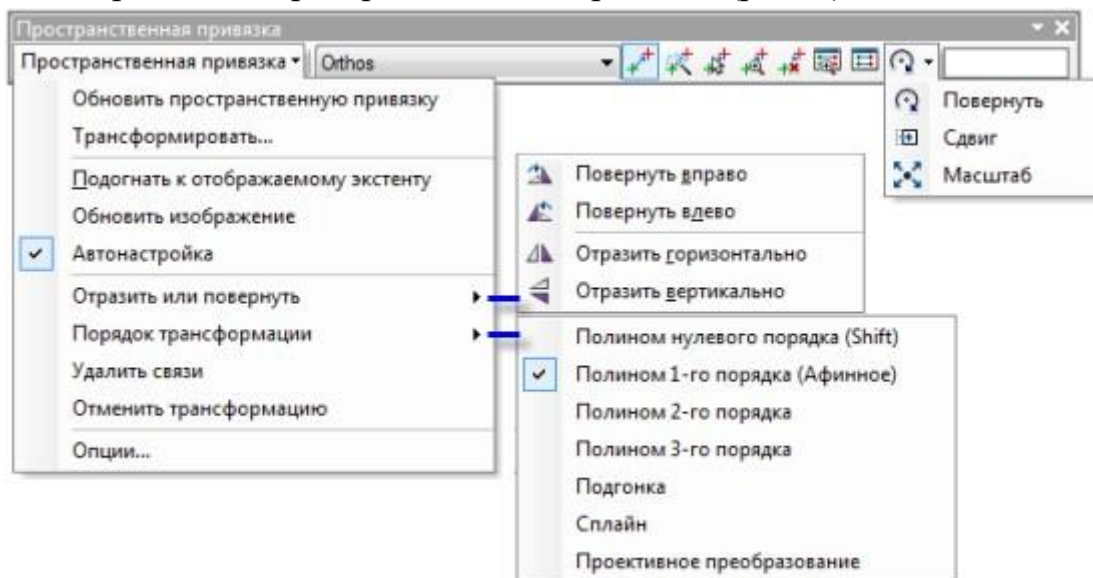 Пространственная привязка
Пространственная привязка Orthos
Обновить пространственную привязку
Трансформировать...
Подогнать к отображаемому экстенту
Обновить изображение
Автонастройка
Отразить или повернуть
Порядок трансформации
Удалить связи
Отменить трансформацию
Опции...
Повернуть вправо
Повернуть влево
Отразить горизонтально
Отразить вертикально
Полином нулевого порядка (Shift)
Полином 1-го порядка (Афинное)
Полином 2-го порядка
Полином 3-го порядка
Подгонка
Сплайн
Проективное преобразование
Повернуть
Сдвиг
Масштаб